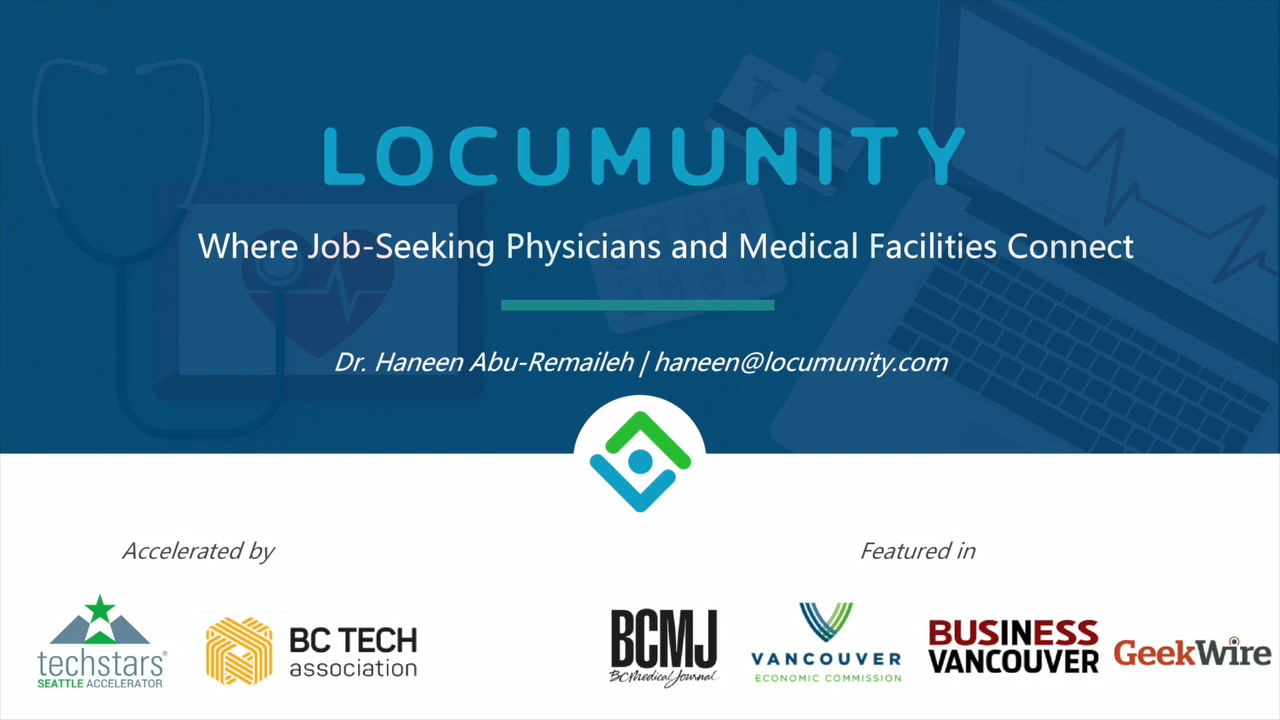 LOCUMUNITY
Where Job-Seeking Physicians and Medical Facilities Connect
Dr. Haneen Abu-Remaileh | haneen@locumunity.com
Accelerated by
Featured in
techstars®
SEATTLE ACCELERATOR
BC TECH
association
BCMJ
BC Medical Journal
VANCOUVER
ECONOMIC COMMISSION
BUSINESS
VANCOUVER
GeekWire